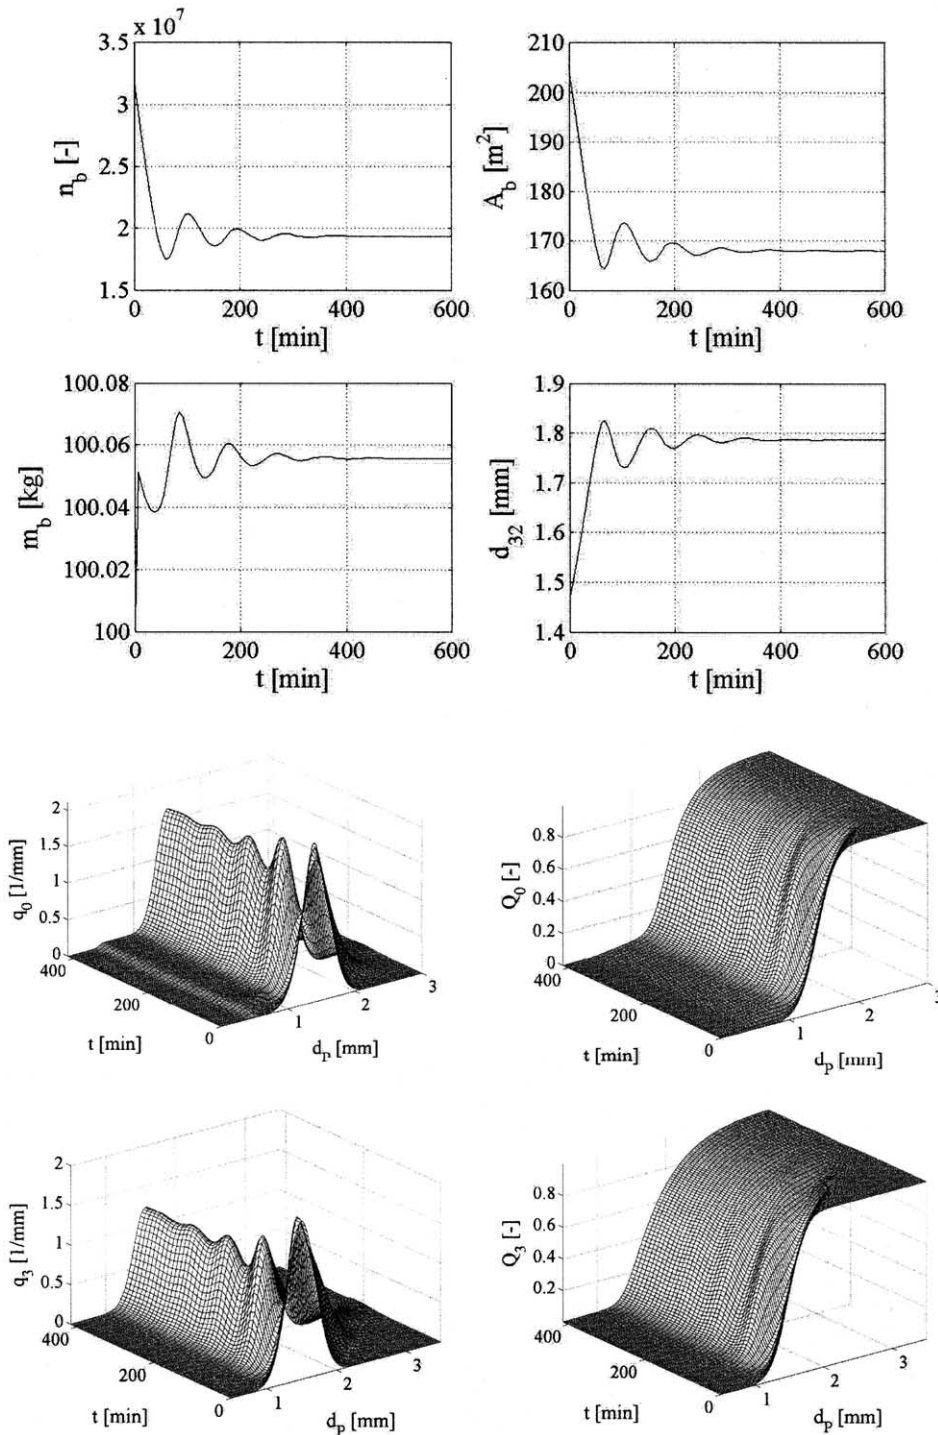 x 10^7
3.5
3
2.5
2
1.5
n_b [-]
0 200 400 600
t [min]
210
200
190
180
170
160
A_b [m^2]
0 200 400 600
t [min]
100.08
100.06
100.04
100.02
100
m_b [kg]
0 200 400 600
t [min]
1.9
1.8
1.7
1.6
1.5
1.4
d_32 [mm]
0 200 400 600
t [min]
2
1.5
1
0.5
0
q_0 [1/mm]
400 200 0
t [min]
1 2 3
d_p [mm]
0.8
0.6
0.4
0.2
0
Q_0 [-]
400 200 0
t [min]
1 2 3
d_p [mm]
2
1.5
1
0.5
0
q_3 [1/mm]
400 200 0
t [min]
1 2 3
d_p [mm]
0.8
0.6
0.4
0.2
Q_3 [-]
400 200 0
t [min]
1 2 3
d_p [mm]